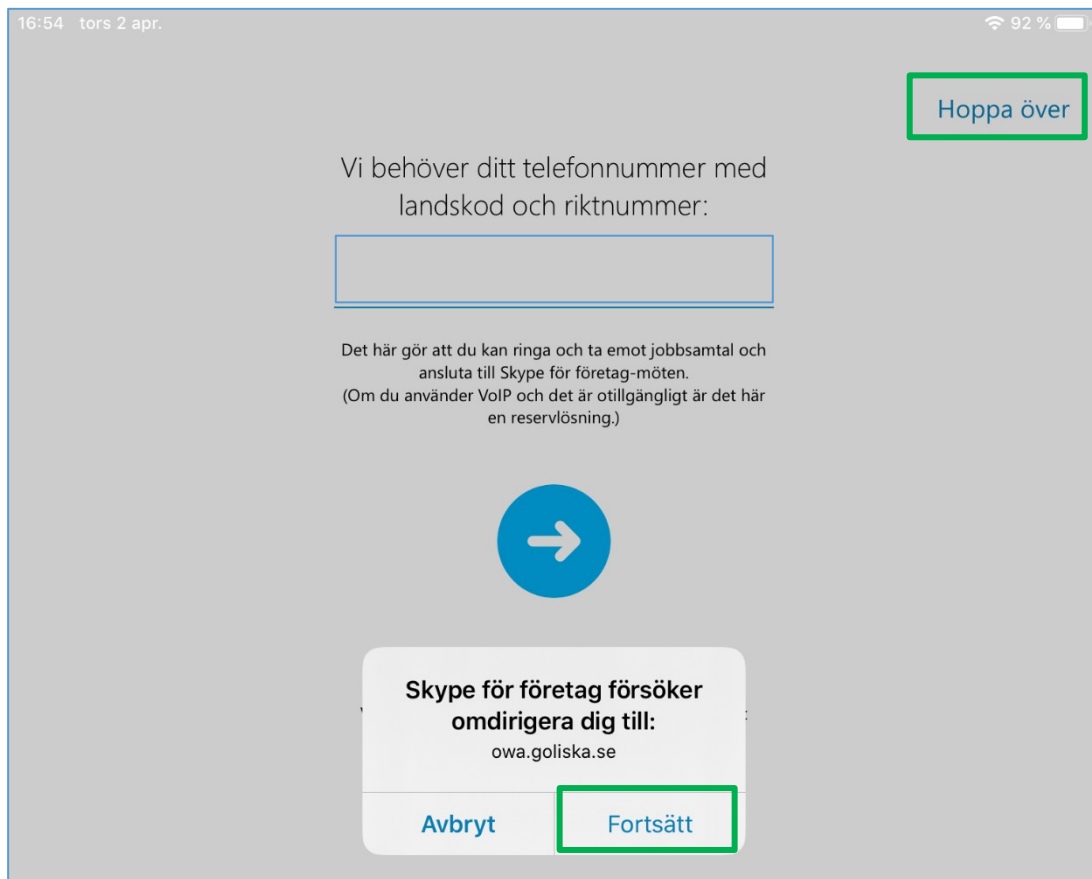 16:54 tors 2 apr.
92 %
Hoppa över
Vi behöver ditt telefonnummer med
landskod och riktnummer:
Det här gör att du kan ringa och ta emot jobbsamtal och
ansluta till Skype för företag-möten.
(Om du använder VoIP och det är otillgängligt är det här
en reservlösning.)
Skype för företag försöker
omdirigera dig till:
owa.goliska.se
Avbryt Fortsätt